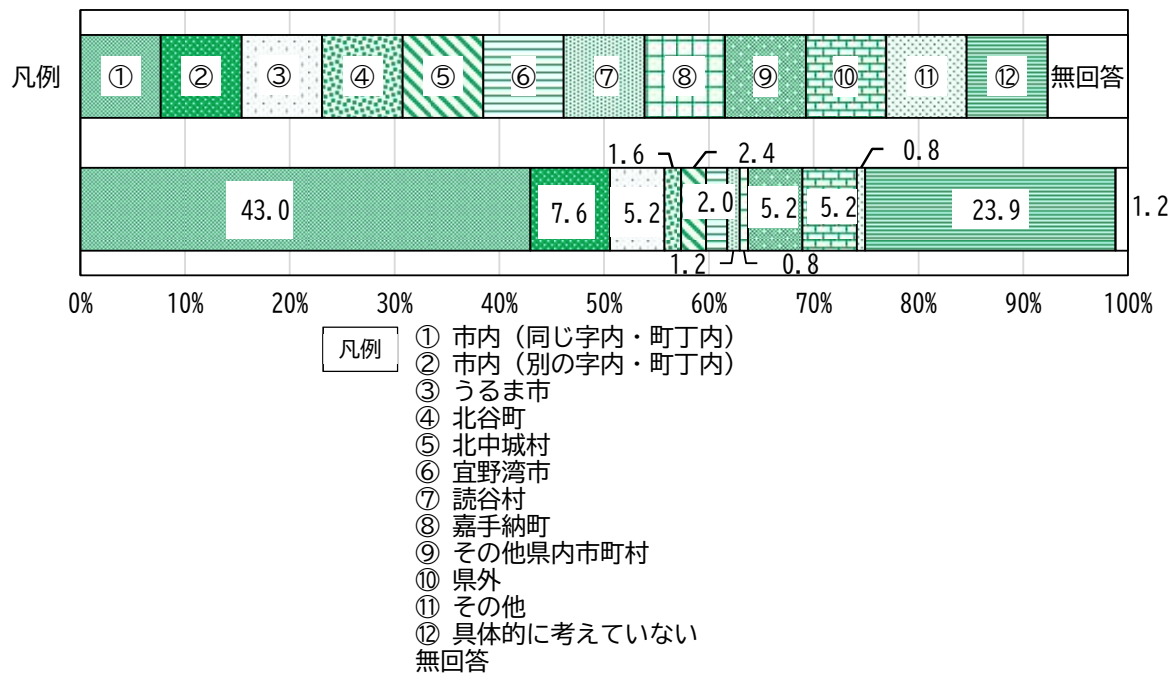 凡例 ① ② ③ ④ ⑤ ⑥ ⑦ ⑧ ⑨ ⑩ ⑪ ⑫ 無回答
1.6 2.4 0.8
43.0 7.6 5.2 2.0 5.2 5.2 23.9 1.2
1.2 0.8
0% 10% 20% 30% 40% 50% 60% 70% 80% 90% 100%
凡例
① 市内（同じ字内・町丁内）
② 市内（別の字内・町丁内）
③ うるま市
④ 北谷町
⑤ 北中城村
⑥ 宜野湾市
⑦ 読谷村
⑧ 嘉手納町
⑨ その他県内市町村
⑩ 県外
⑪ その他
⑫ 具体的に考えていない
無回答